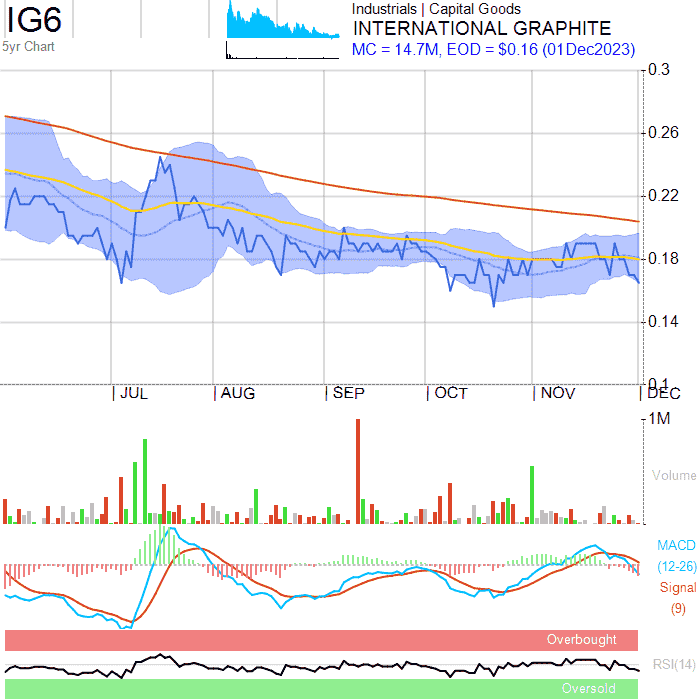 IG6
5yr Chart
Industrials | Capital Goods
INTERNATIONAL GRAPHITE
MC = 14.7M, EOD = $0.16 (01Dec2023)
0.3
0.26
0.22
0.18
0.14
0.1
JUL AUG SEP OCT NOV DEC
1M
Volume
MACD
(12-26)
Signal
(9)
Overbought
RSI(14)
Oversold